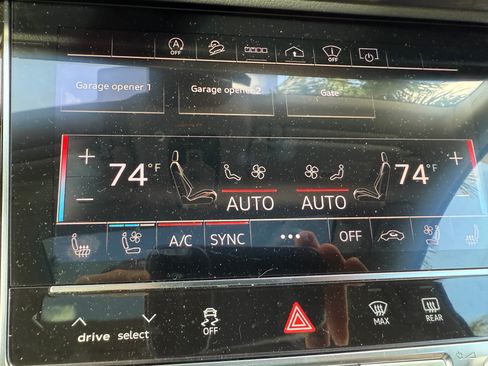 A OFF
i OFF
Garage opener 1 Garage opener 2 Gate
+ 74°F 74°F +
AUTO AUTO
A/C SYNC ••• OFF
drive select OFF MAX REAR